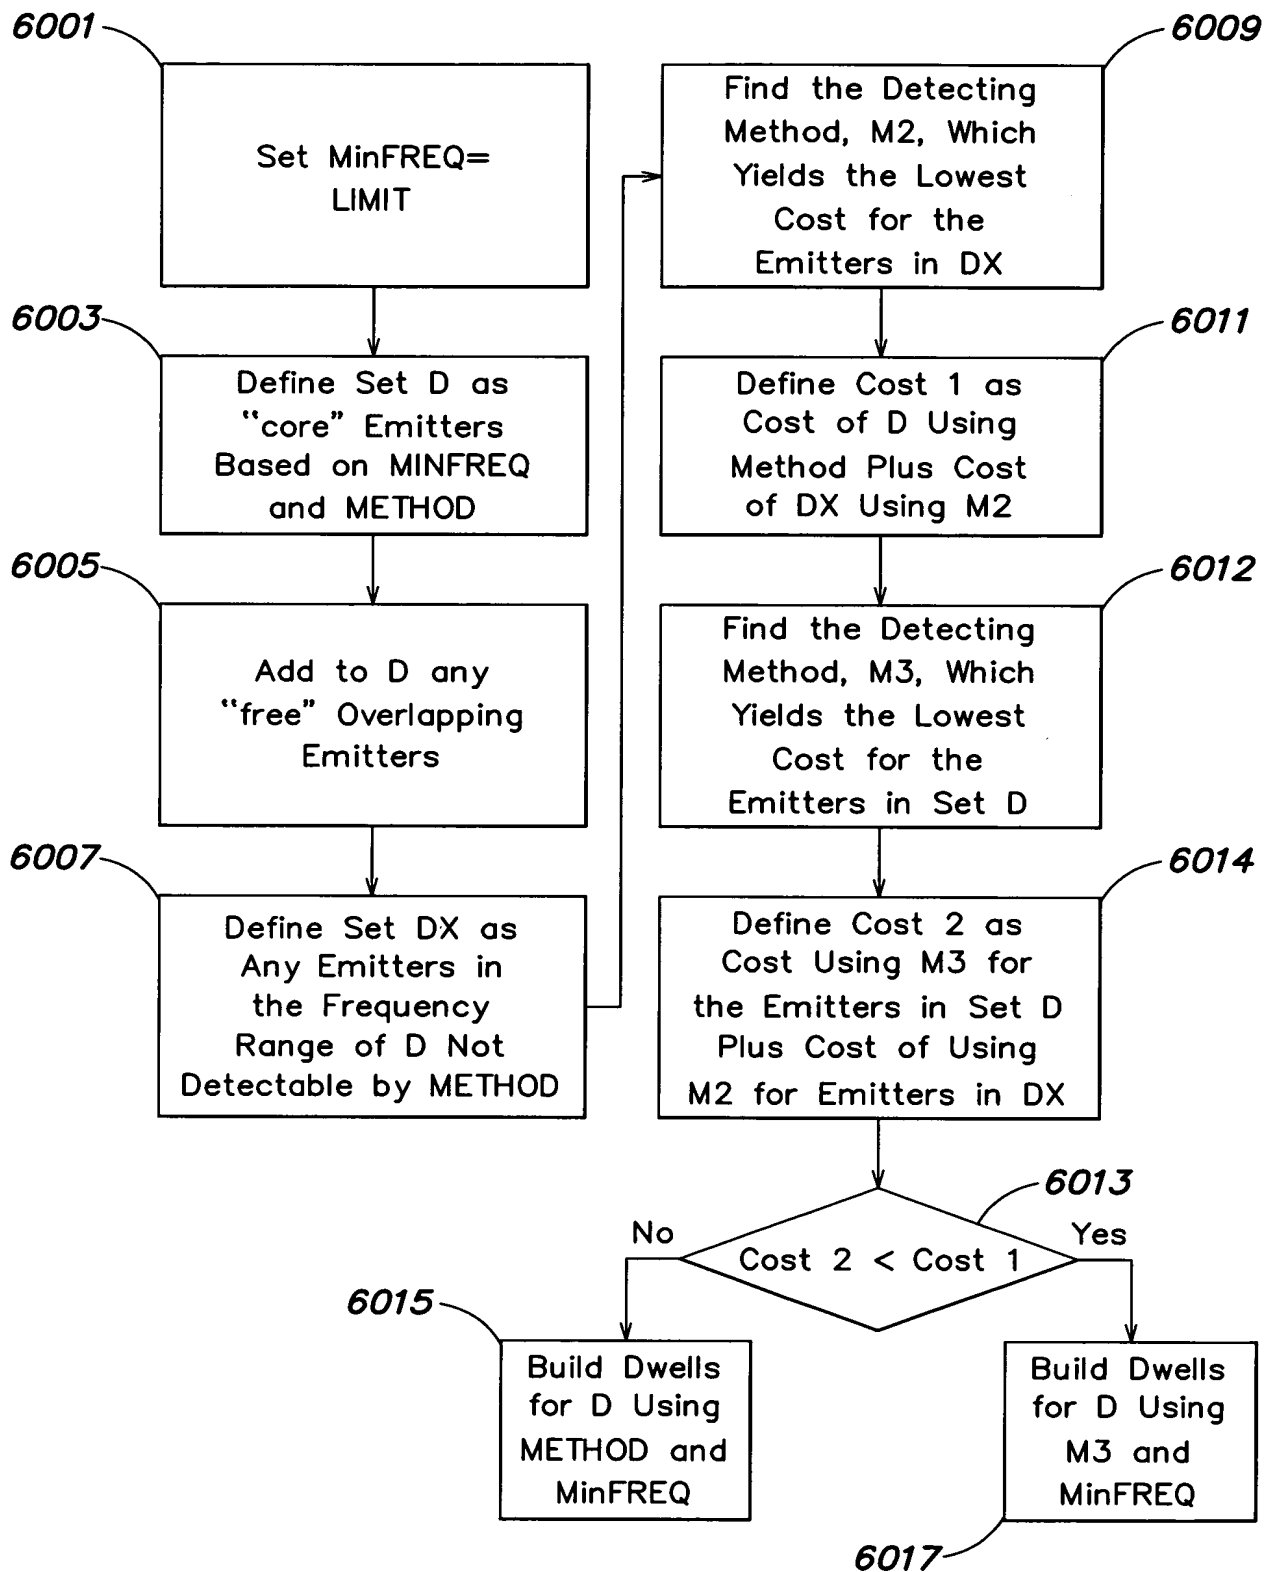 6001
Set MinFREQ=
LIMIT
6003
Define Set D as
“core” Emitters
Based on MINFREQ
and METHOD
6005
Add to D any
“free” Overlapping
Emitters
6007
Define Set DX as
Any Emitters in
the Frequency
Range of D Not
Detectable by METHOD
6009
Find the Detecting
Method, M2, Which
Yields the Lowest
Cost for the
Emitters in DX
6011
Define Cost 1 as
Cost of D Using
Method Plus Cost
of DX Using M2
6012
Find the Detecting
Method, M3, Which
Yields the Lowest
Cost for the
Emitters in Set D
6014
Define Cost 2 as
Cost Using M3 for
the Emitters in Set D
Plus Cost of Using
M2 for Emitters in DX
6013
Cost 2 < Cost 1
No
Yes
6015
Build Dwells
for D Using
METHOD and
MinFREQ
Build Dwells
for D Using
M3 and
MinFREQ
6017